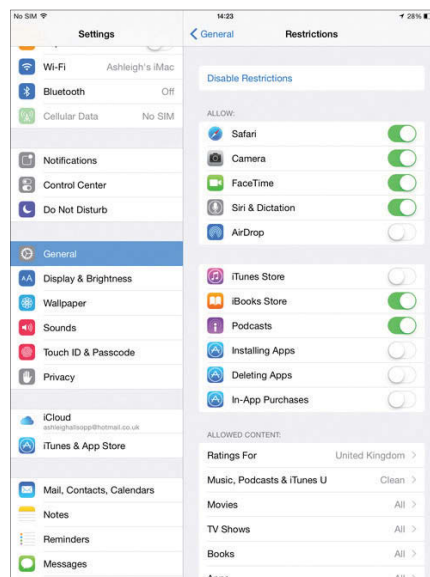 No SIM
14:23
28%
Settings
Wi-Fi Ashleigh's iMac
Bluetooth Off
Cellular Data No SIM
Notifications
Control Center
Do Not Disturb
General
Display & Brightness
Wallpaper
Sounds
Touch ID & Passcode
Privacy
iCloud
ashleighallsopp@hotmail.co.uk
iTunes & App Store
Mail, Contacts, Calendars
Notes
Reminders
Messages
General
Restrictions
Disable Restrictions
ALLOW:
Safari
Camera
FaceTime
Siri & Dictation
AirDrop
iTunes Store
iBooks Store
Podcasts
Installing Apps
Deleting Apps
In-App Purchases
ALLOWED CONTENT:
Ratings For United Kingdom
Music, Podcasts & iTunes U Clean
Movies All
TV Shows All
Books All